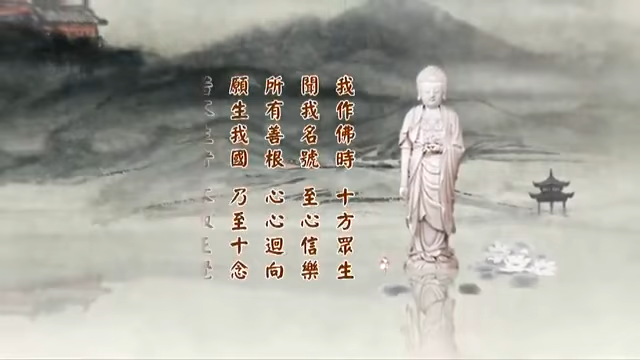 我作佛時 十方眾生
聞我名號 至心信樂
所有善根 心心迴向
願生我國 乃至十念